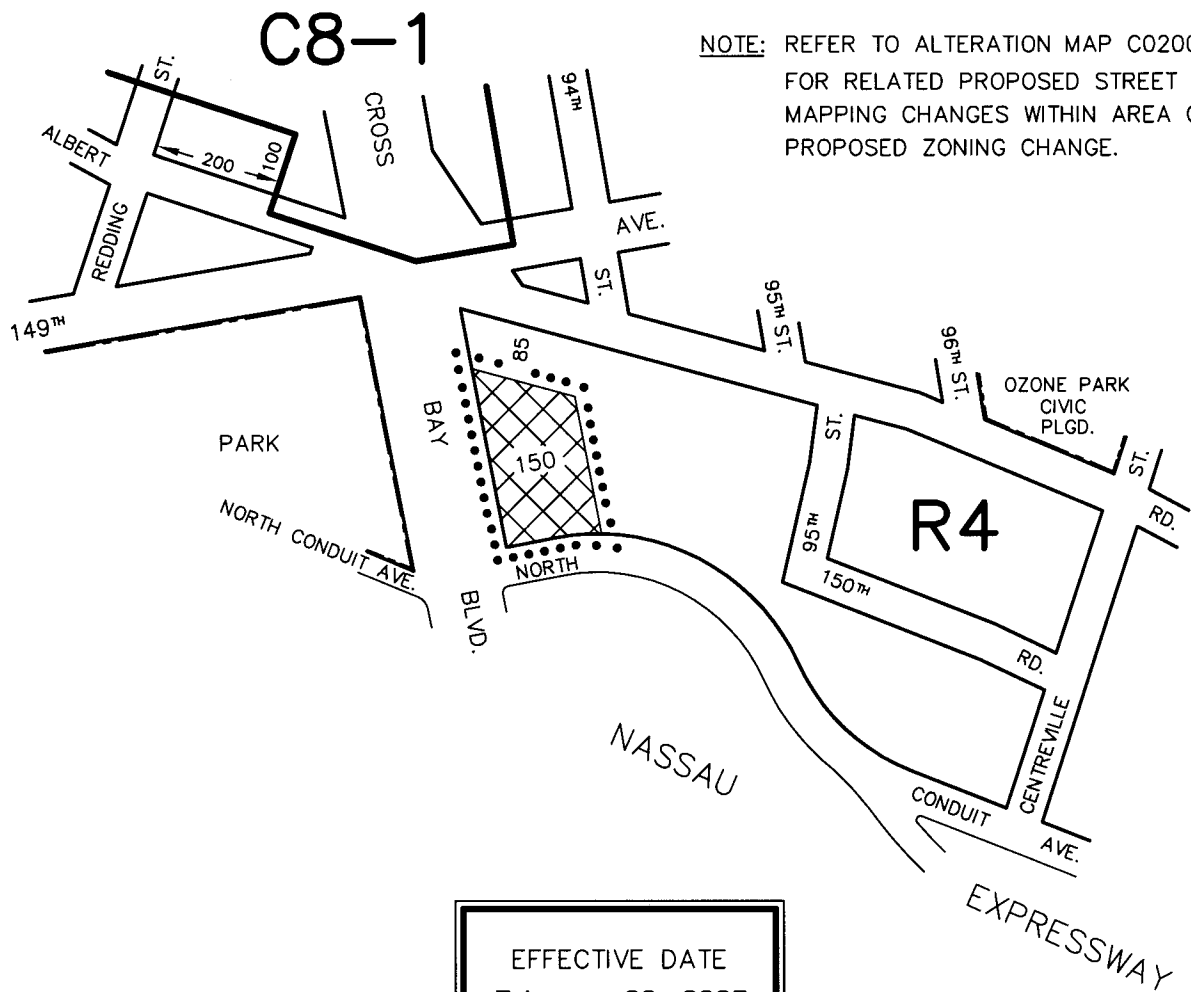 C8-1
NOTE: REFER TO ALTERATION MAP
FOR RELATED PROPOSED STREET
MAPPING CHANGES WITHIN AREA
PROPOSED ZONING CHANGE.
ST.
CROSS
94TH
ALBERT
200
100
REDDING
AVE.
ST.
149TH
95TH ST.
96TH ST.
OZONE PARK
CIVIC
PLGD.
85
BAY
PARK
150
ST.
ST.
R4
RD.
NORTH CONDUIT AVE.
NORTH
95TH
150TH
BLVD.
RD.
NASSAU
CENTREVILLE
CONDUIT
AVE.
EXPRESSWAY
EFFECTIVE DATE